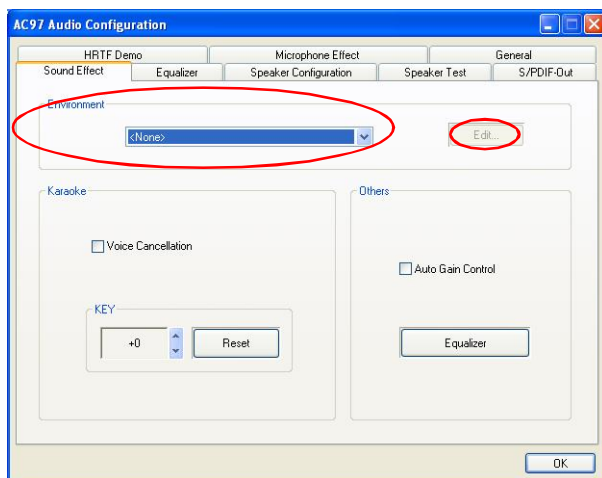 AC97 Audio Configuration
HRTF Demo Microphone Effect General
Sound Effect Equalizer Speaker Configuration Speaker Test S/PDIF-Out
Environment
<None> Edit...
Karaoke Others
Voice Cancellation
Auto Gain Control
KEY
+0 Reset Equalizer
OK